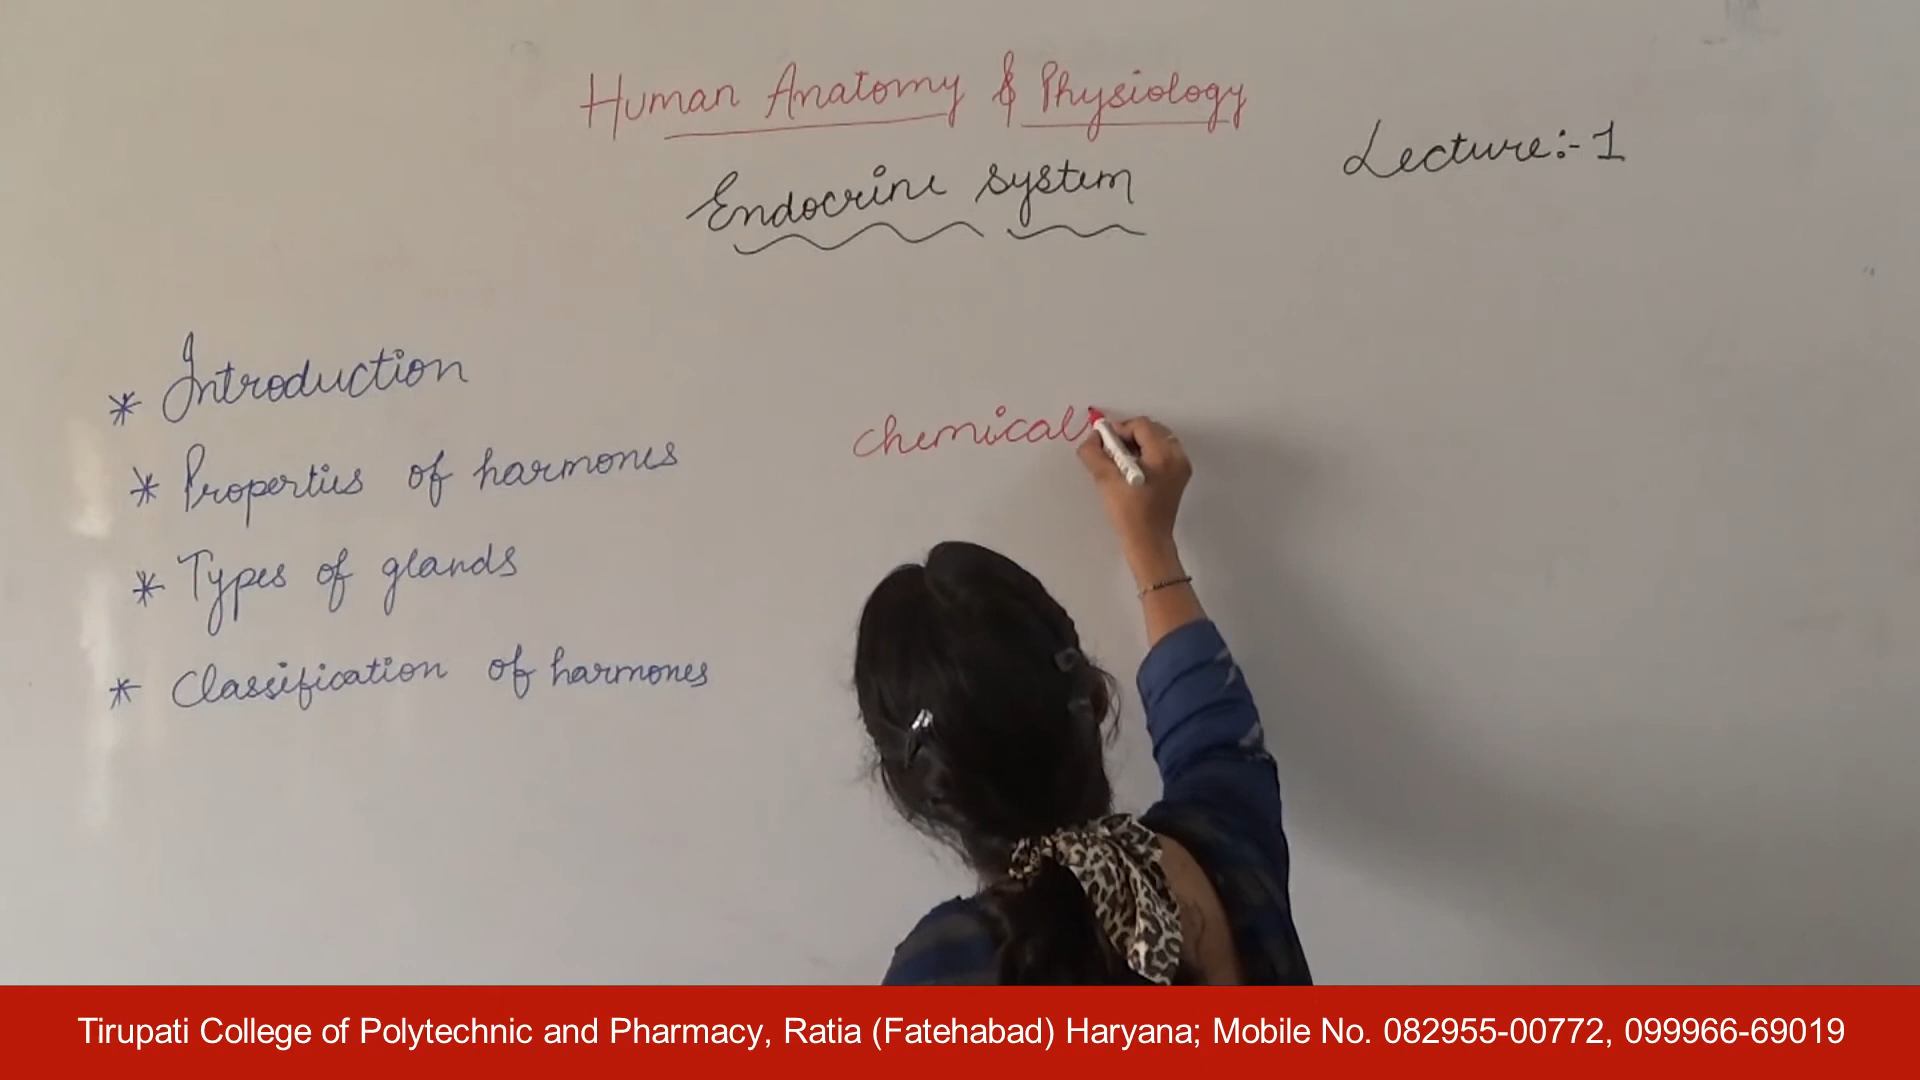 Human Anatomy & Physiology
Lecture:- 1
Endocrine system
* Introduction
* Properties of harmones
* Types of glands
* Classification of harmones
chemical
Tirupati College of Polytechnic and Pharmacy, Ratia (Fatehabad) Haryana; Mobile No. 082955-00772, 099966-69019